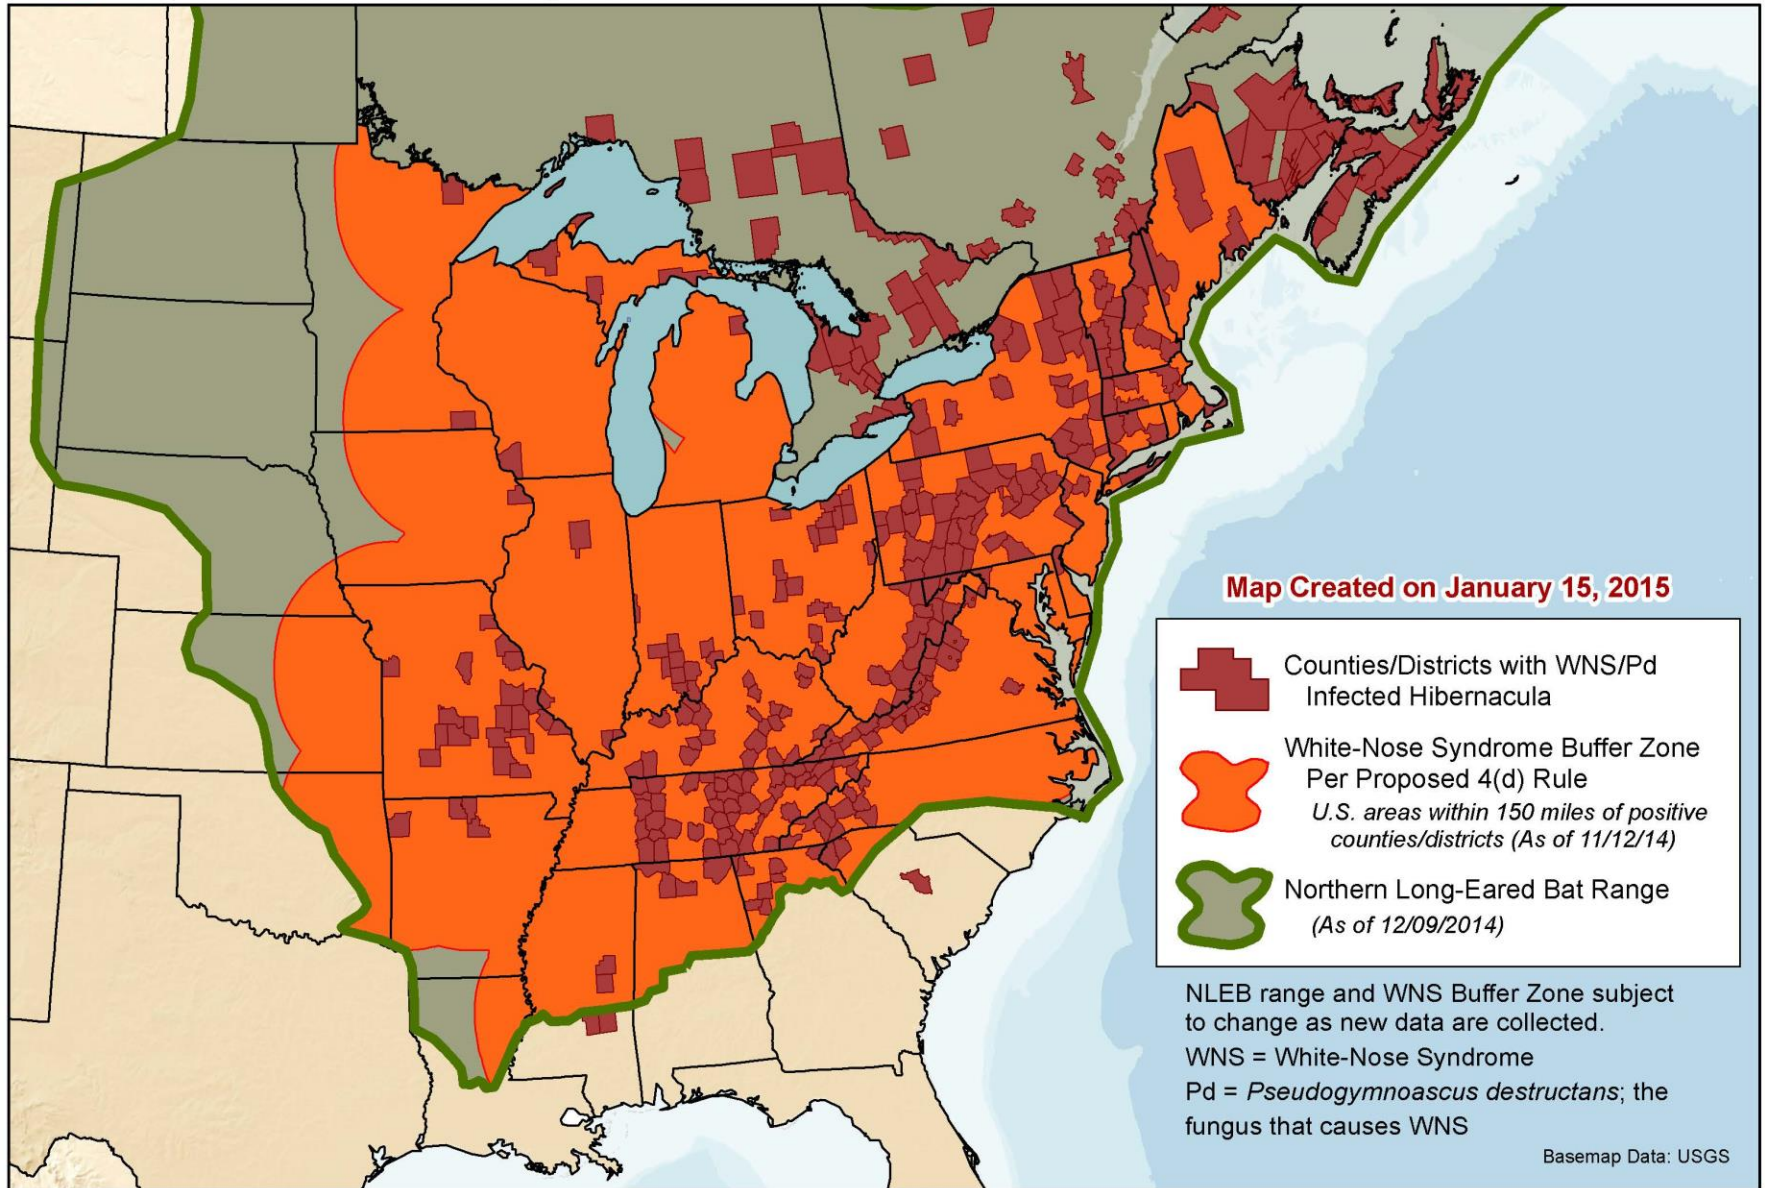 Map Created on January 15, 2015
Counties/Districts with WNS/Pd
Infected Hibernacula
White-Nose Syndrome Buffer Zone
Per Proposed 4(d) Rule
U.S. areas within 150 miles of positive
counties/districts (As of 11/12/14)
Northern Long-Eared Bat Range
(As of 12/09/2014)
NLEB range and WNS Buffer Zone subject
to change as new data are collected.
WNS = White-Nose Syndrome
Pd = Pseudogymnoascus destructans; the
fungus that causes WNS
Basemap Data: USGS